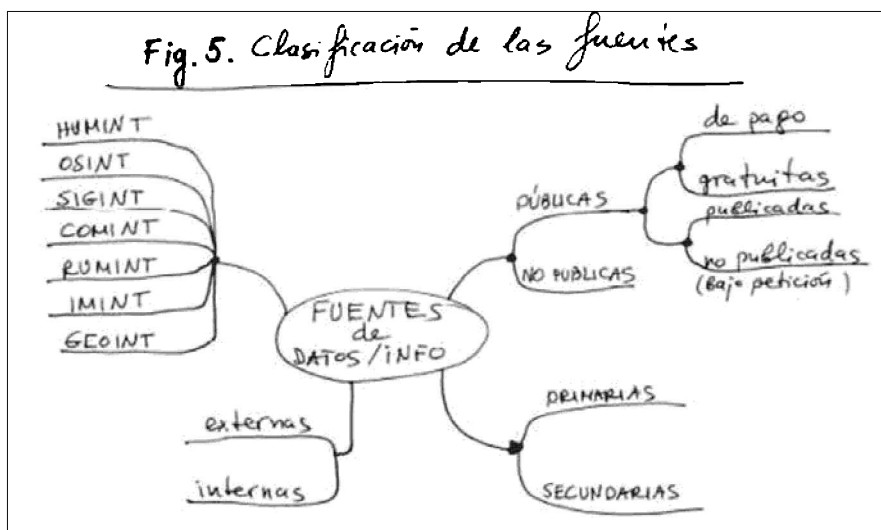 Fig. 5. Clasificación de las fuentes
HUMINT
OSINT
SIGINT
COMINT
RUMINT
IMINT
GEOINT
FUENTES
de
DATOS/INFO
PÚBLICAS
NO PUBLICAS
de pago
gratuitas
publicadas
no publicadas
(bajo petición)
externas
internas
PRIMARIAS
SECUNDARIAS